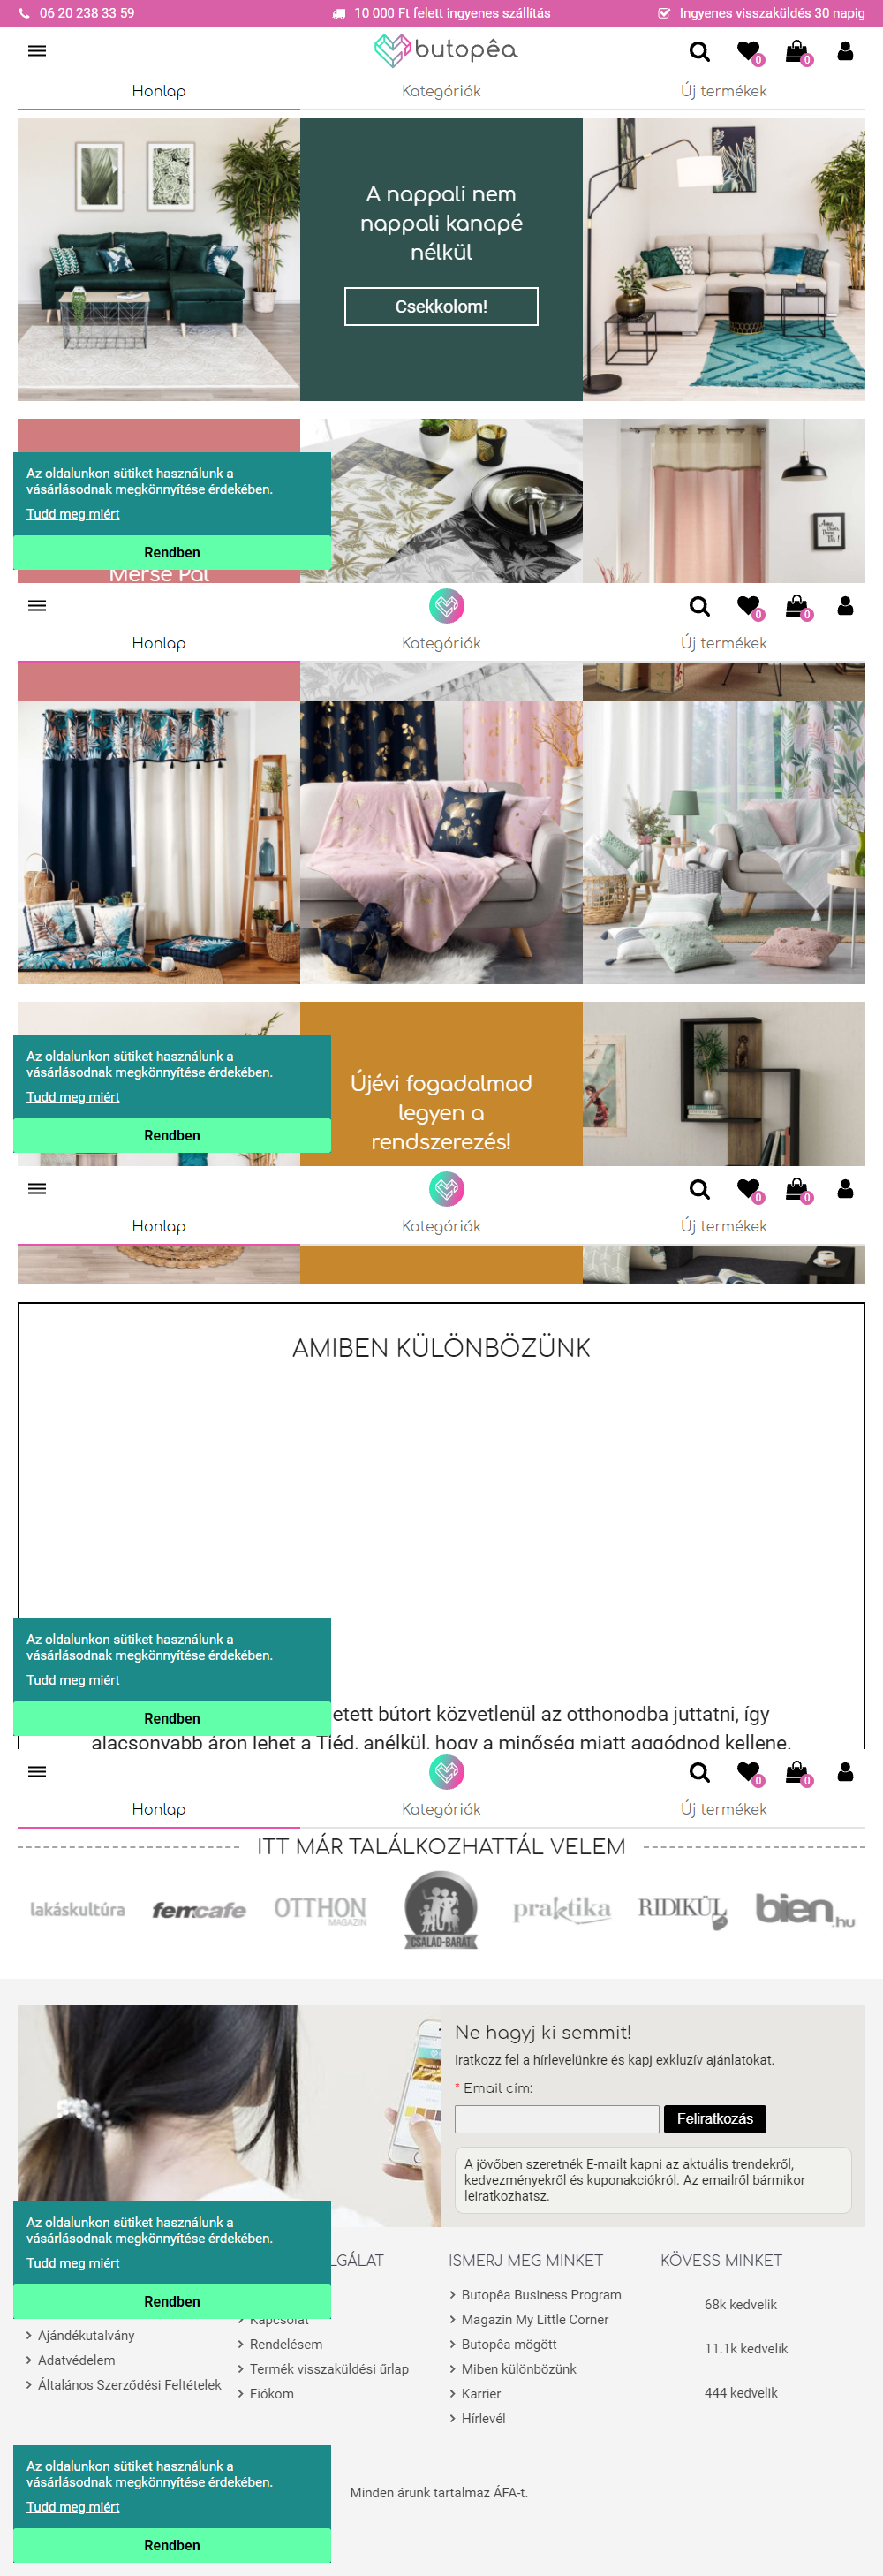 06 20 238 33 59
10 000 Ft felett ingyenes szállítás
Ingyenes visszaküldés 30 napig
butopêa
0
0
Honlap
Kategóriák
Új termékek
A nappali nem
nappali kanapé
nélkül
Csekkolom!
Az oldalunkon sütiket használunk a
vásárlásodnak megkönnyítése érdekében.
Tudd meg miért
Rendben
Merse Pál
0
0
Honlap
Kategóriák
Új termékek
Az oldalunkon sütiket használunk a
vásárlásodnak megkönnyítése érdekében.
Tudd meg miért
Rendben
Újévi fogadalmad
legyen a
rendszerezés!
0
0
Honlap
Kategóriák
Új termékek
AMIBEN KÜLÖNBÖZÜNK
Az oldalunkon sütiket használunk a
vásárlásodnak megkönnyítése érdekében.
Tudd meg miért
Rendben
etett bútort közvetlenül az otthonodba juttatni, így
alacsonyabb áron lehet a Tiéd, anélkül, hogy a minőség miatt aggódnod kellene.
0
0
Honlap
Kategóriák
Új termékek
ITT MÁR TALÁLKOZHATTÁL VELEM
lakáskultúra
femcafe
OTTHON
MAGAZIN
CSALÁD-BARÁT
praktika
RIDIKÜL
bien.hu
Ne hagyj ki semmit!
Iratkozz fel a hírlevelünkre és kapj exkluzív ajánlatokat.
* Email cím:
Feliratkozás
A jövőben szeretnék E-mailt kapni az aktuális trendekről,
kedvezményekről és kuponakciókról. Az emailről bármikor
leiratkozhatsz.
Az oldalunkon sütiket használunk a
vásárlásodnak megkönnyítése érdekében.
Tudd meg miért
Rendben
Ajándékutalvány
Adatvédelem
Általános Szerződési Feltételek
LGÁLAT
Kapcsolat
Rendelésem
Termék visszaküldési űrlap
Fiókom
ISMERJ MEG MINKET
Butopêa Business Program
Magazin My Little Corner
Butopêa mögött
Miben különbözünk
Karrier
Hírlevél
KÖVESS MINKET
68k kedvelik
11.1k kedvelik
444 kedvelik
Az oldalunkon sütiket használunk a
vásárlásodnak megkönnyítése érdekében.
Tudd meg miért
Rendben
Minden árunk tartalmaz ÁFA-t.